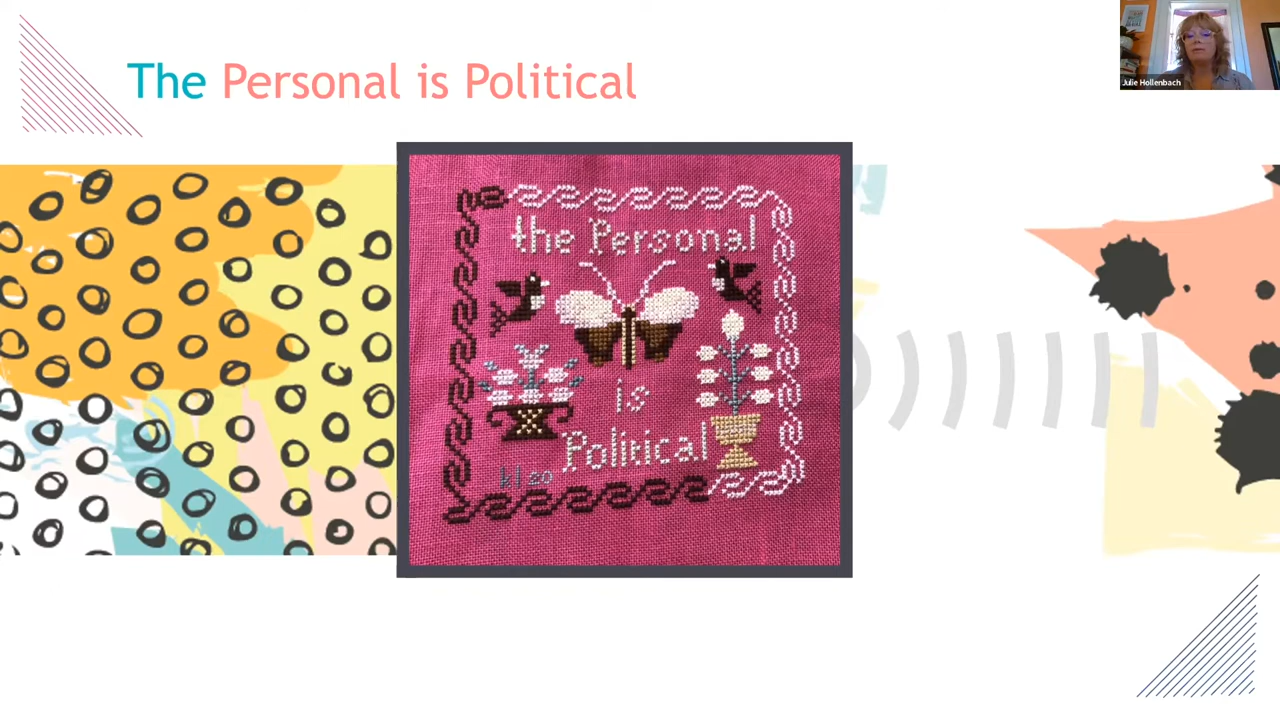 The Personal is Political
Julie Hollenbach
the Personal
is
Political
kl 20